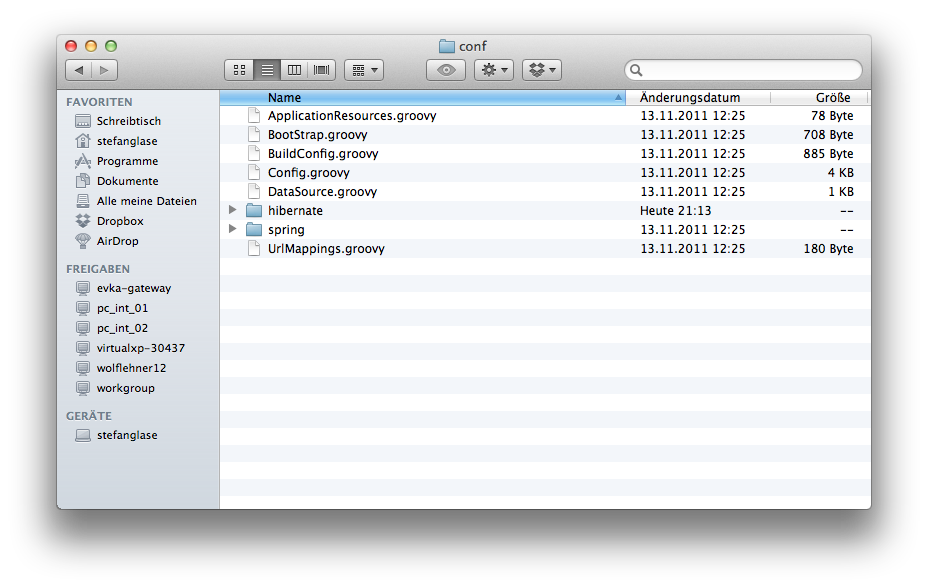 conf
FAVORITEN
Schreibtisch
stefanglase
Programme
Dokumente
Alle meine Dateien
Dropbox
AirDrop
FREIGABEN
evka-gateway
pc_int_01
pc_int_02
virtualxp-30437
wolflehner12
workgroup
GERÄTE
stefanglase
Name Änderungsdatum Größe
ApplicationResources.groovy 13.11.2011 12:25 78 Byte
BootStrap.groovy 13.11.2011 12:25 708 Byte
BuildConfig.groovy 13.11.2011 12:25 885 Byte
Config.groovy 13.11.2011 12:25 4 KB
DataSource.groovy 13.11.2011 12:25 1 KB
hibernate Heute 21:13 --
spring 13.11.2011 12:25 --
UrlMappings.groovy 13.11.2011 12:25 180 Byte